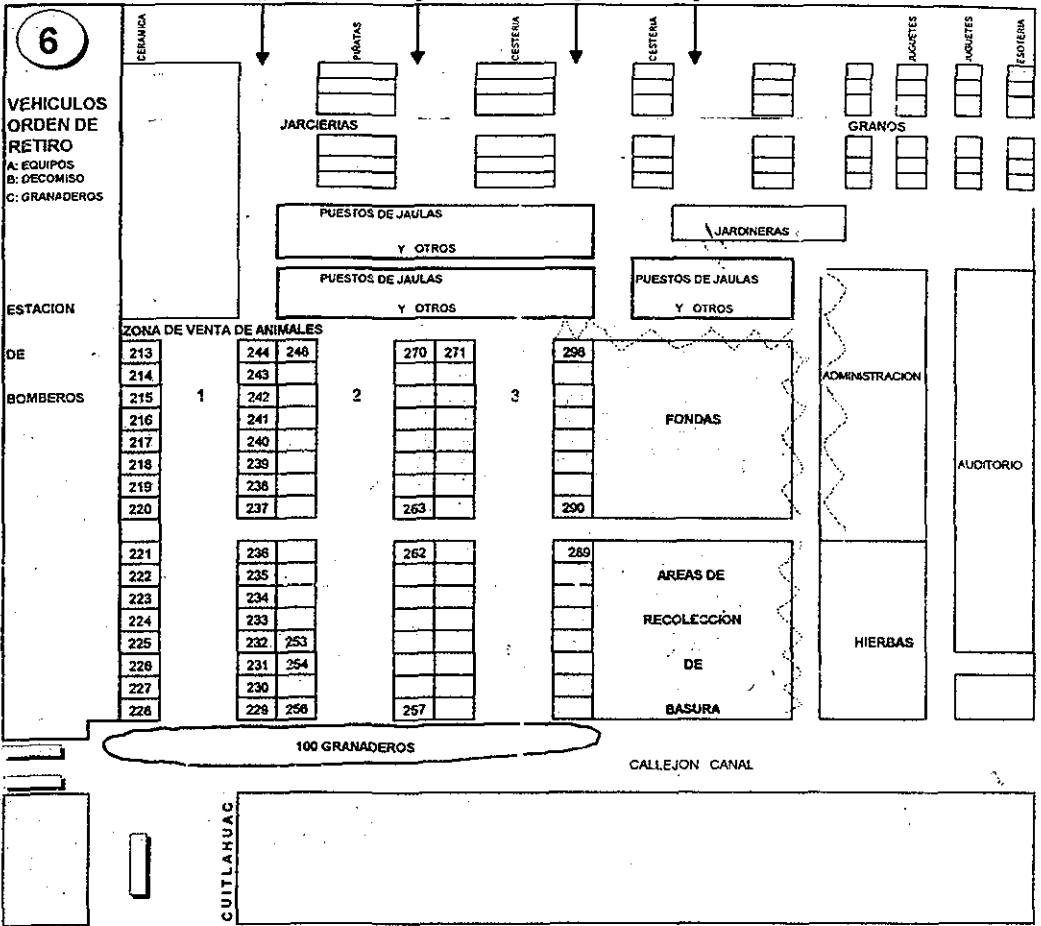 6
CERAMICA
PIÑATAS
CESTERIA
CESTERIA
JUGUETES
JUGUETES
ESOTERIA
VEHICULOS
ORDEN DE
RETIRO
A: EQUIPOS
B: DECOMISO
C: GRANADEROS
JARCIERIAS
GRANOS
PUESTOS DE JAULAS
Y OTROS
JARDINERAS
PUESTOS DE JAULAS
Y OTROS
PUESTOS DE JAULAS
Y OTROS
ESTACION
DE
BOMBEROS
ZONA DE VENTA DE ANIMALES
213 244 246 270 271 298
214 243
215 1 242 2 3
216 241
217 240
218 239
219 238
220 237 263 290
FONDAS
ADMINISTRACION
AUDITORIO
221 236 262 289
222 235
223 234
224 233
225 232 253
226 231 254
227 230
228 229 256 257
AREAS DE
RECOLECCION
DE
BASURA
HIERBAS
100 GRANADEROS
CALLEJON CANAL
CUITLAHUAC